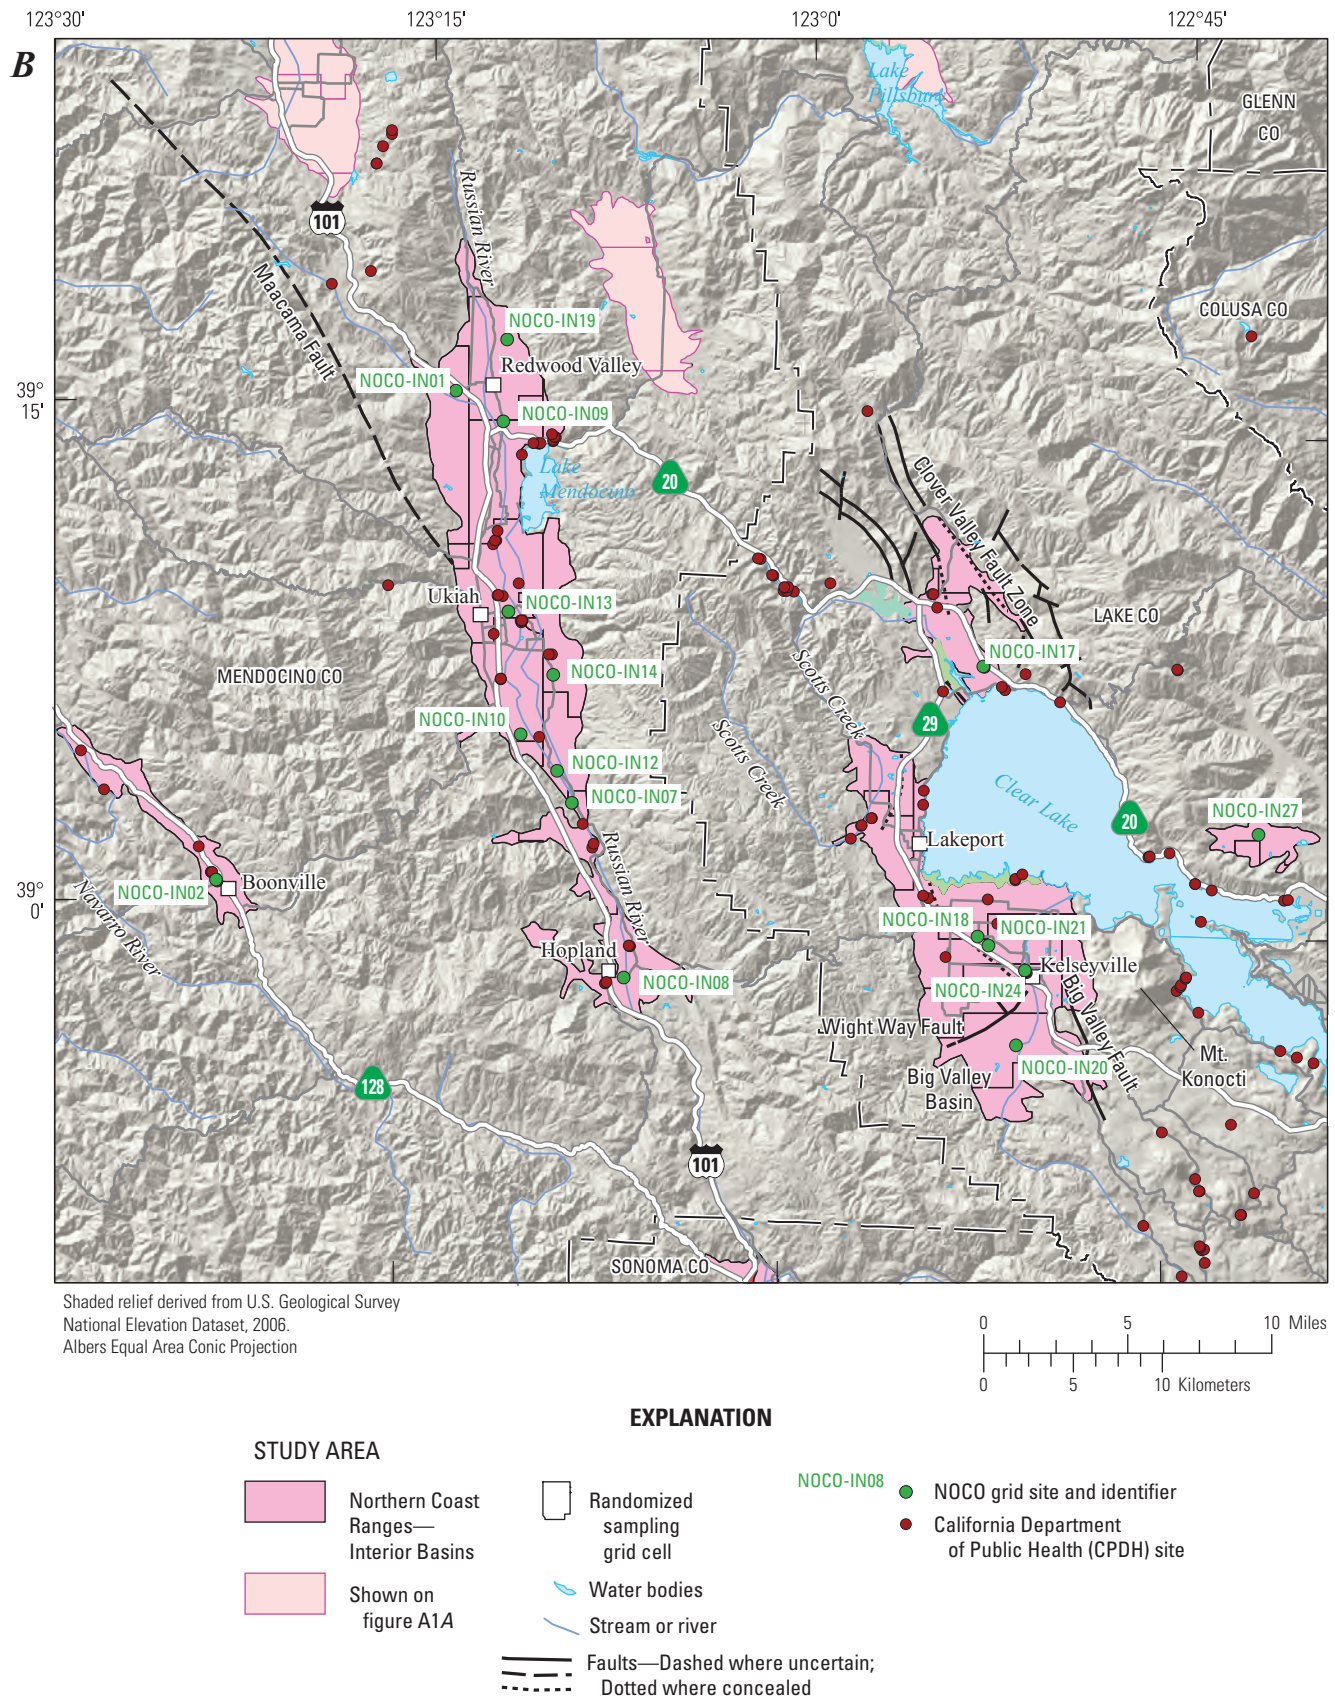 123°30' 123°15' 123°0' 122°45'
B
Lake
Pillsbury
GLENN
CO
101
Russian River
Maacama Fault
COLUSA CO
NOCO-IN19
Redwood Valley
NOCO-IN01
39°
15'
NOCO-IN09
Lake
Mendocino
20
Clover Valley Fault Zone
Ukiah
NOCO-IN13
LAKE CO
MENDOCINO CO
NOCO-IN14
NOCO-IN17
Scotts Creek
NOCO-IN10
29
Scotts Creek
NOCO-IN12
NOCO-IN07
Clear Lake
20
NOCO-IN27
Lakeport
Russian River
39°
0'
NOCO-IN02
Boonville
Navarro River
NOCO-IN18
NOCO-IN21
Hopland
Kelseyville
NOCO-IN08
NOCO-IN24
Big Valley Fault
Wight Way Fault
Mt.
Konocti
NOCO-IN20
Big Valley
Basin
128
101
SONOMA CO
Shaded relief derived from U.S. Geological Survey
National Elevation Dataset, 2006.
Albers Equal Area Conic Projection
0 5 10 Miles
0 5 10 Kilometers
EXPLANATION
STUDY AREA
Northern Coast
Ranges—
Interior Basins
Shown on
figure A1A
Randomized
sampling
grid cell
Water bodies
Stream or river
Faults—Dashed where uncertain;
Dotted where concealed
NOCO-IN08
NOCO grid site and identifier
California Department
of Public Health (CPDH) site